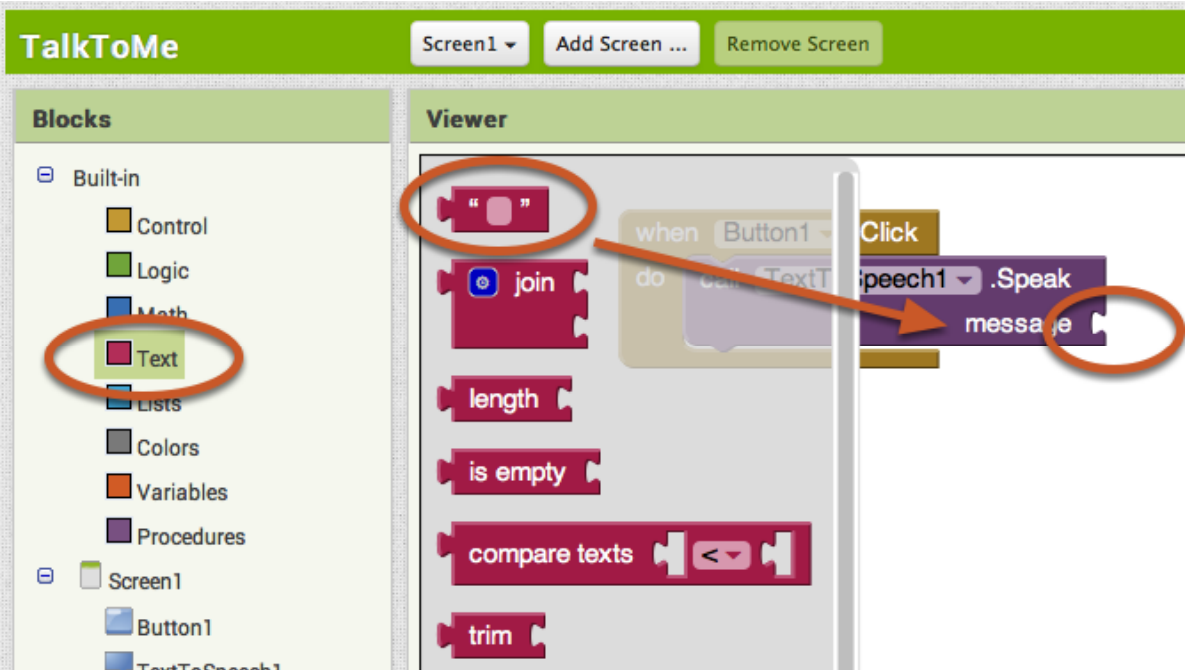 TalkToMe
Screen1
Add Screen ...
Remove Screen
Blocks
Built-in
Control
Logic
Math
Text
Lists
Colors
Variables
Procedures
Screen1
Button1
TextToSpeech1
Viewer
“ ”
join
length
is empty
compare texts <
trim
when Button1 .Click
do call TextToSpeech1 .Speak
message